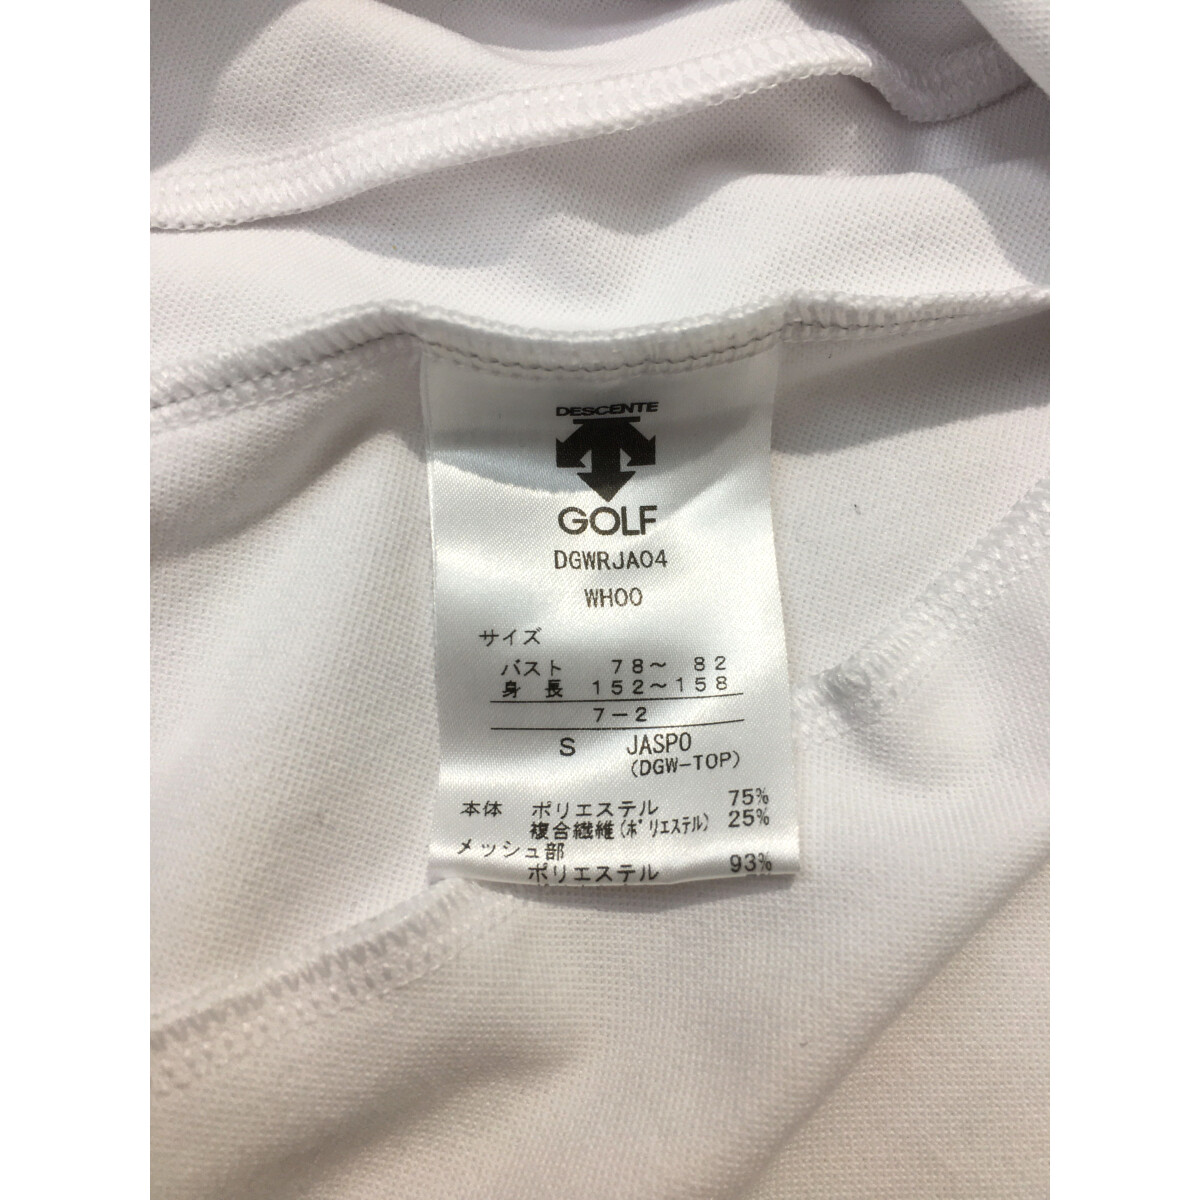 DESCENTE
GOLF
DGWRJA04
WH00
サイズ
バスト 78～ 82
身 長 152～158
7-2
S JASPO
(DGW-TOP)
本体 ポリエステル 75%
複合繊維(ポリエステル) 25%
メッシュ部
ポリエステル 93%